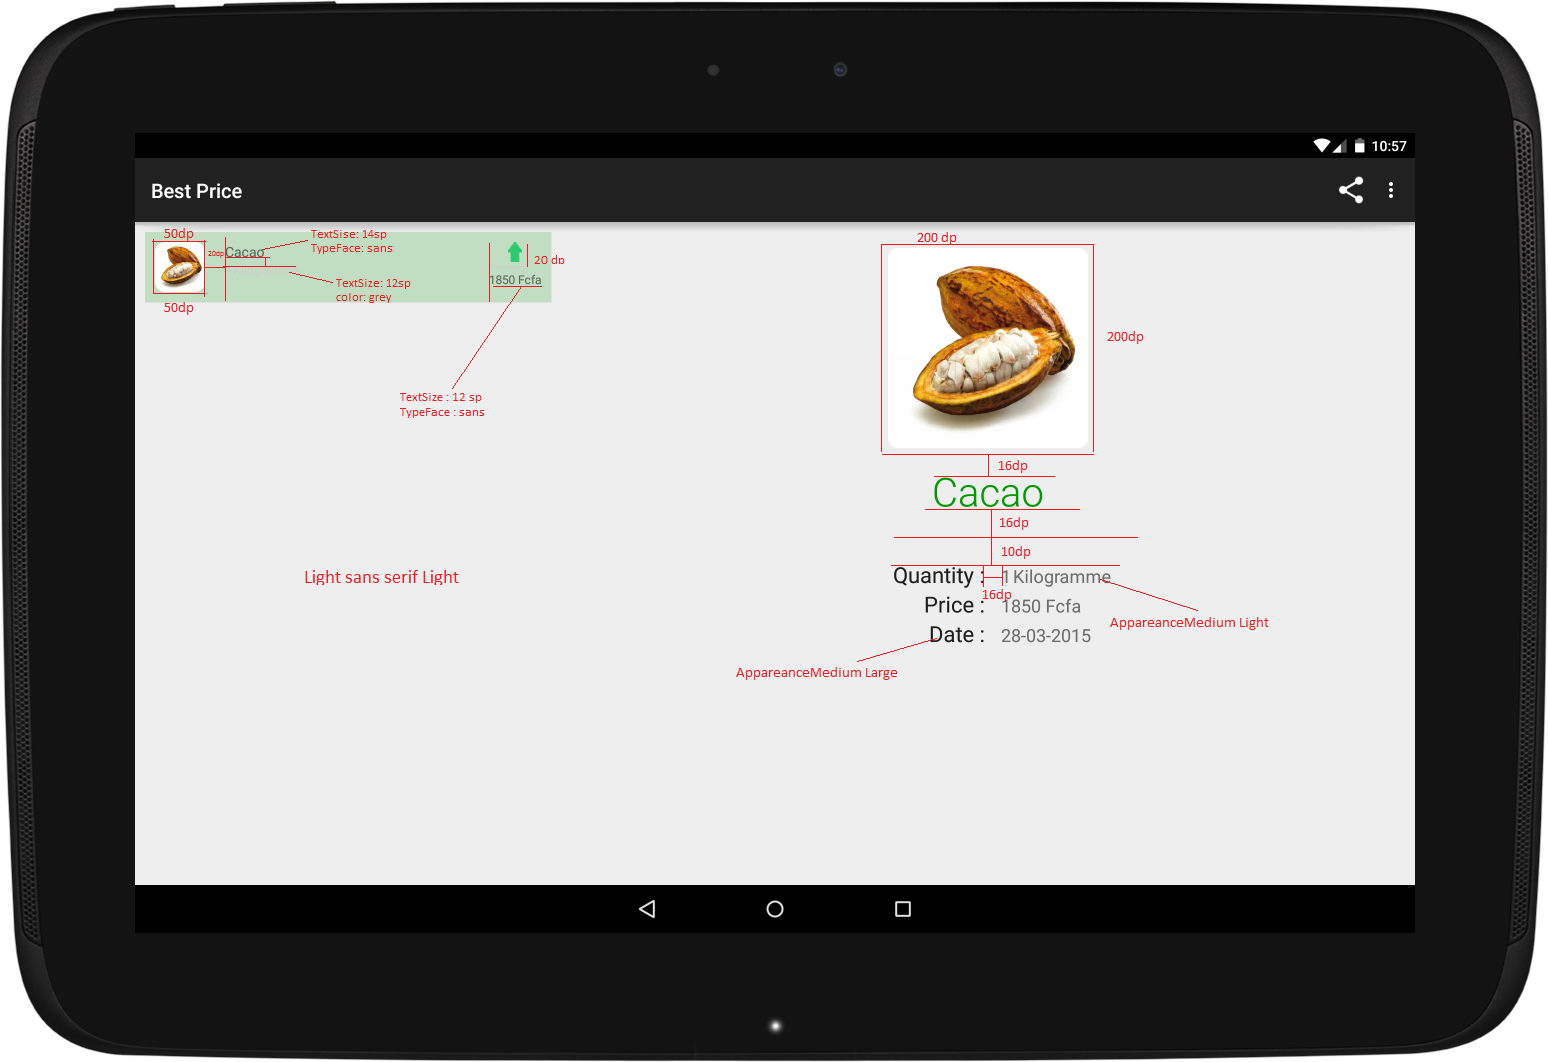 10:57
Best Price
50dp
20dp
Cacao
TextSise: 14sp
TypeFace: sans
TextSize: 12sp
color: grey
20 dp
1850 Fcfa
50dp
TextSize : 12 sp
TypeFace : sans
Light sans serif Light
200 dp
200dp
16dp
Cacao
16dp
10dp
Quantity : 1 Kilogramme
16dp
Price : 1850 Fcfa
AppareanceMedium Light
Date : 28-03-2015
AppareanceMedium Large